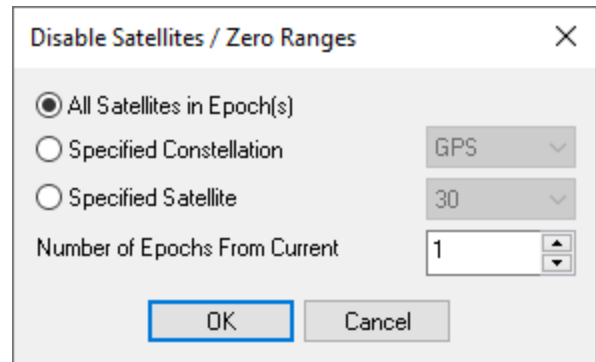 Disable Satellites / Zero Ranges
All Satellites in Epoch(s)
Specified Constellation GPS
Specified Satellite 30
Number of Epochs From Current 1
OK Cancel